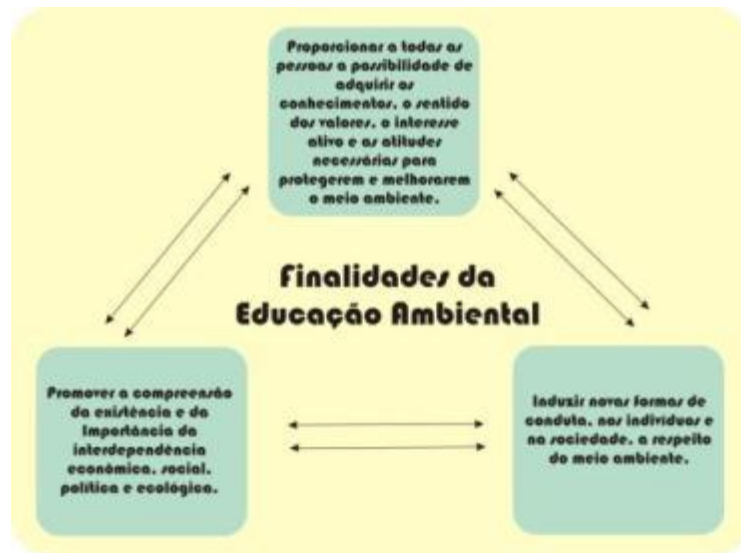 Proporcionar a todas as
pessoas a possibilidade de
adquirir os
conhecimentos, o sentido
dos valores, o interesse
ativo e as atitudes
necessárias para
protegerem e melhorarem
o meio ambiente.
Finalidades da
Educação Ambiental
Promover a compreensão
da existência e da
Importância da
interdependência
econômica, social,
política e ecológica.
Induzir novas formas de
conduta, nos indivíduos e
na sociedade, a respeito
do meio ambiente.